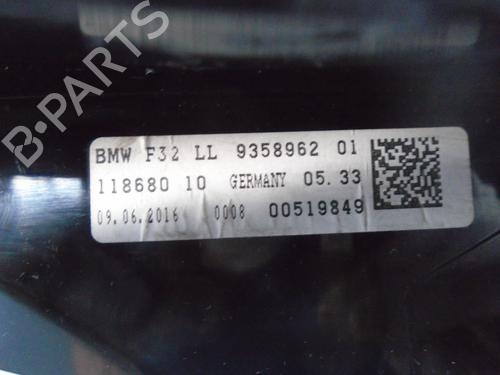 B-PARTS
BMW F32 LL 9358962 01
118680 10 GERMANY 05.33
09.06.2016 0008 00519849